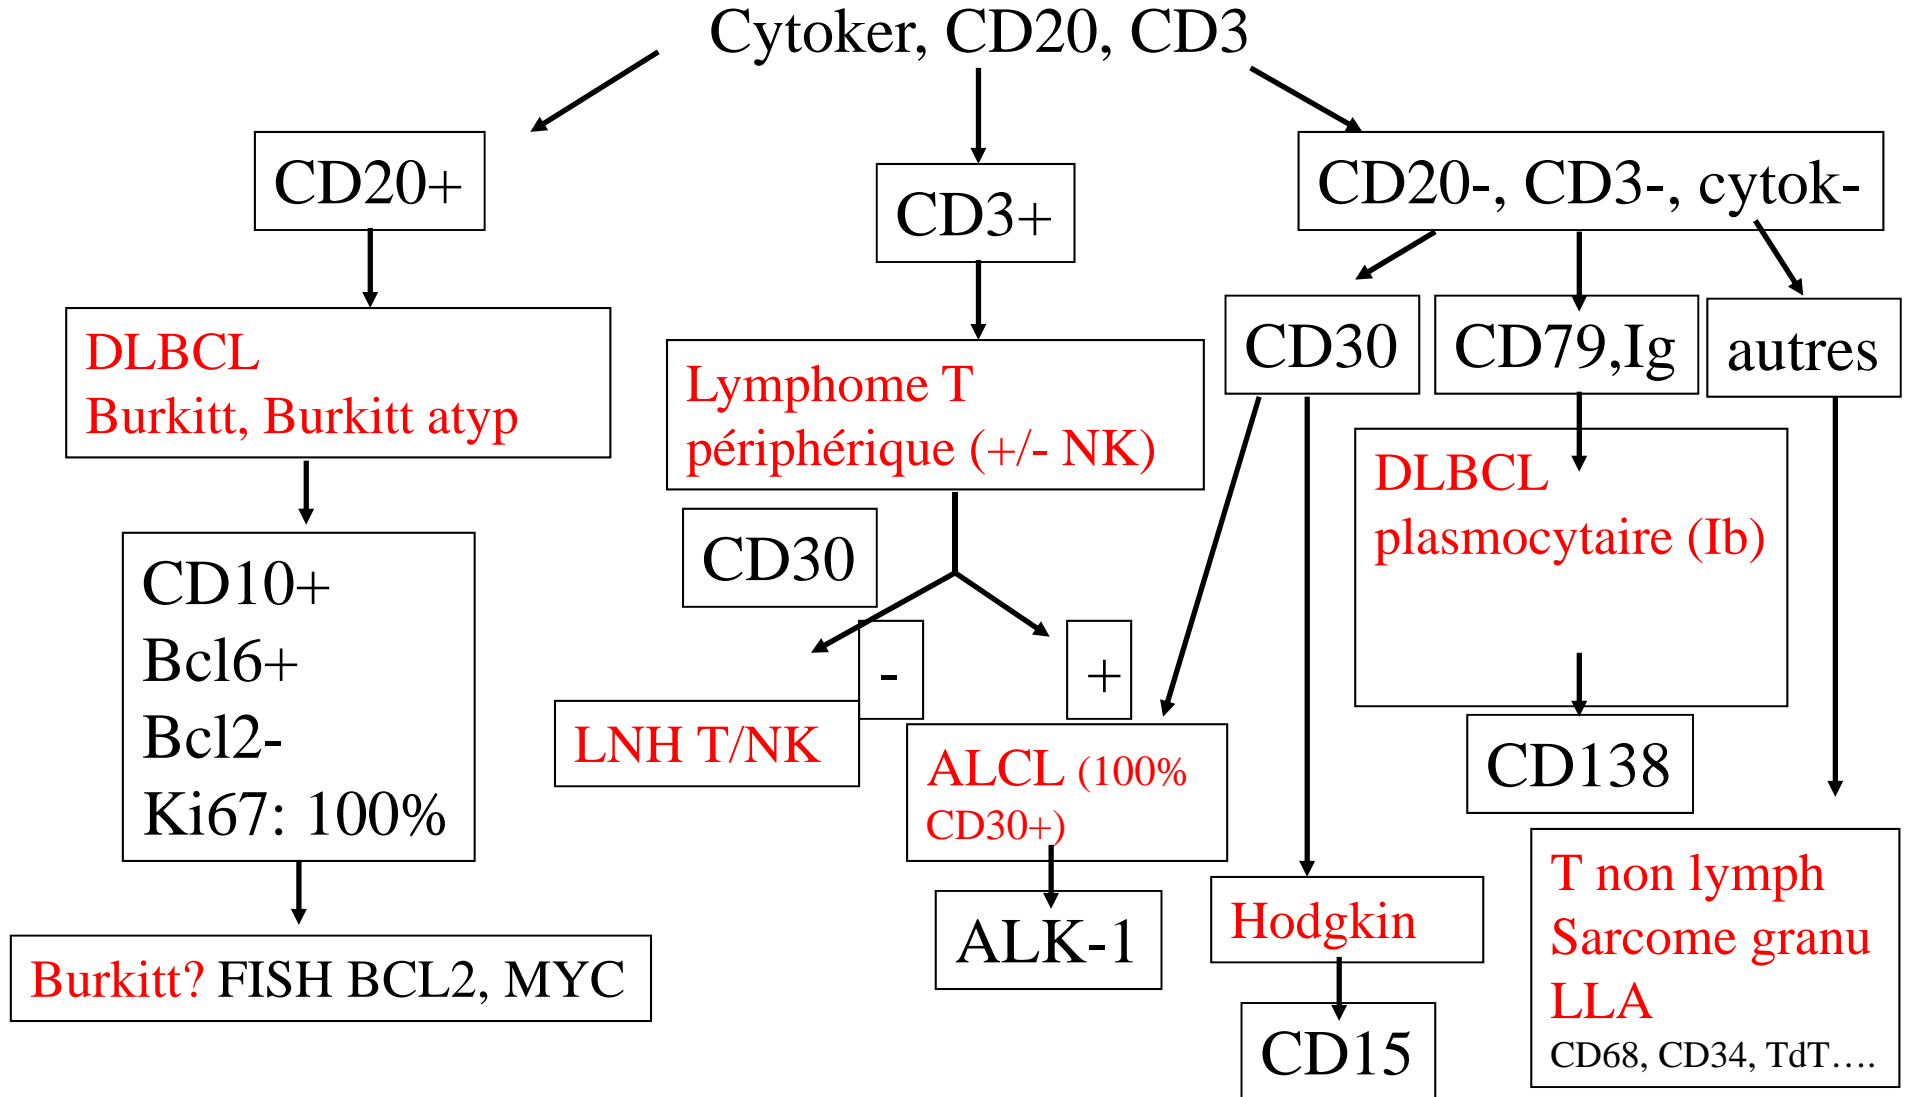 Cytoker, CD20, CD3
CD20+
CD3+
CD20-, CD3-, cytok-
DLBCL
Burkitt, Burkitt atyp
Lymphome T
périphérique (+/- NK)
CD30
CD79,Ig
autres
DLBCL
plasmocytaire (Ib)
CD30
-
+
CD10+
Bcl6+
Bcl2-
Ki67: 100%
LNH T/NK
ALCL (100%
CD30+)
CD138
ALK-1
Hodgkin
T non lymph
Sarcome granu
LLA
CD68, CD34, TdT….
Burkitt? FISH BCL2, MYC
CD15